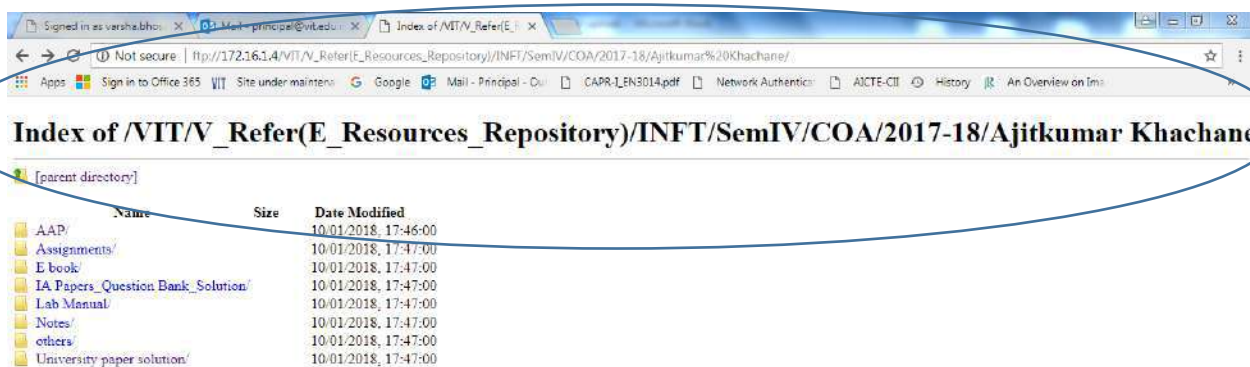 Signed in as varsha.bho
Mail - principal@vit.edu
Index of /VIT/V_Refer(E_
Not secure | ftp://172.16.1.4/VIT/V_Refer(E_Resources_Repository)/INFT/SemIV/COA/2017-18/Ajitkumar%20Khachane/
Apps Sign in to Office 365 Site under maintena Google Mail - Principal - Ou CAPR-I_EN3014.pdf Network Authentica AICTE-CII History An Overview on Ima »
Index of /VIT/V_Refer(E_Resources_Repository)/INFT/SemIV/COA/2017-18/Ajitkumar Khachane
[parent directory]
Name Size Date Modified
AAP/ 10/01/2018, 17:46:00
Assignments/ 10/01/2018, 17:47:00
E book/ 10/01/2018, 17:47:00
IA Papers_Question Bank_Solution/ 10/01/2018, 17:47:00
Lab Manual/ 10/01/2018, 17:47:00
Notes/ 10/01/2018, 17:47:00
others/ 10/01/2018, 17:47:00
University paper solution/ 10/01/2018, 17:47:00